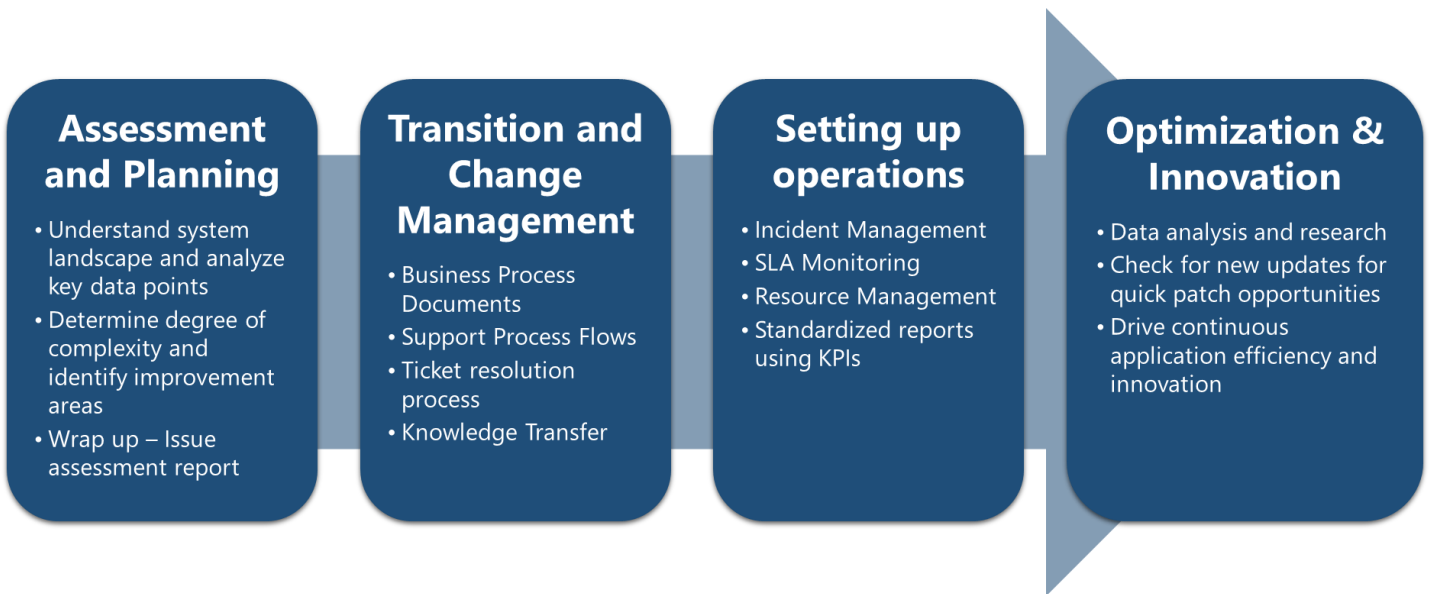 Assessment
and Planning
• Understand system
landscape and analyze
key data points
• Determine degree of
complexity and
identify improvement
areas
• Wrap up – Issue
assessment report
Transition and
Change
Management
• Business Process
Documents
• Support Process Flows
• Ticket resolution
process
• Knowledge Transfer
Setting up
operations
• Incident Management
• SLA Monitoring
• Resource Management
• Standardized reports
using KPIs
Optimization &
Innovation
• Data analysis and research
• Check for new updates for
quick patch opportunities
• Drive continuous
application efficiency and
innovation